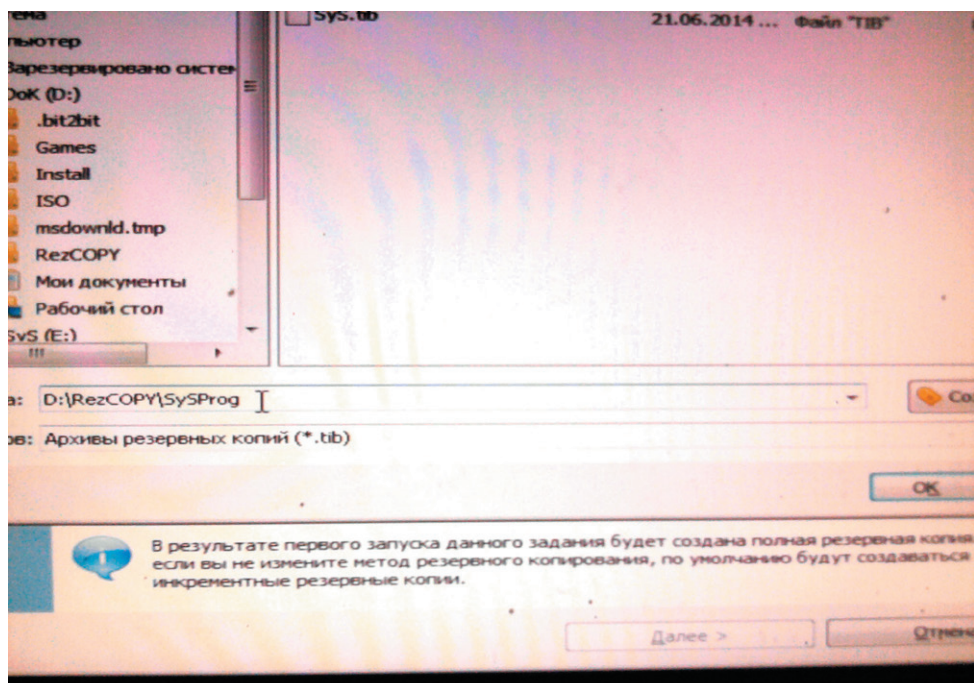 SyS.tib 21.06.2014 ... Файл "TIB"
пьютер
Зарезервировано систем
DoK (D:)
.bit2bit
Games
Install
ISO
msdownld.tmp
RezCOPY
Мои документы
Рабочий стол
SyS (E:)
а: D:\RezCOPY\SySProg Со
ов: Архивы резервных копий (*.tib)
OK
В результате первого запуска данного задания будет создана полная резервная копия
если вы не измените метод резервного копирования, по умолчанию будут создаваться
инкрементные резервные копии.
Далее > Отмена